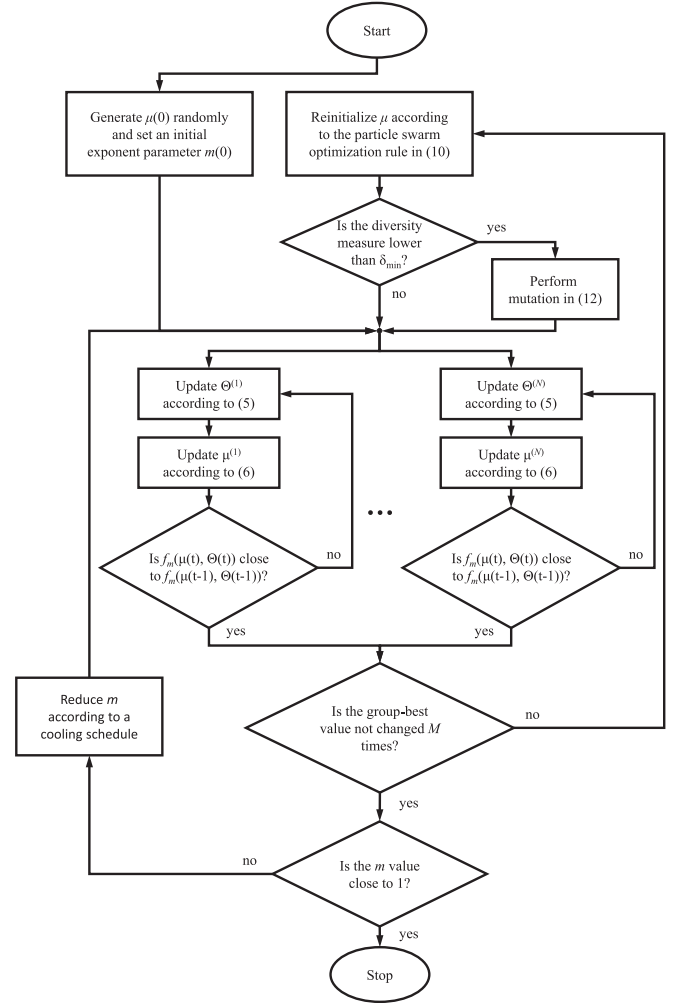 Start
Generate μ(0) randomly
and set an initial
exponent parameter m(0)
Reinitialize μ according
to the particle swarm
optimization rule in (10)
Is the diversity
measure lower
than δmin?
yes
no
Perform
mutation in (12)
Update Θ(1)
according to (5)
Update Θ(N)
according to (5)
Update μ(1)
according to (6)
Update μ(N)
according to (6)
...
Is fm(μ(t), Θ(t)) close
to fm(μ(t-1), Θ(t-1))?
no
Is fm(μ(t), Θ(t)) close
to fm(μ(t-1), Θ(t-1))?
no
yes
yes
Reduce m
according to a
cooling schedule
Is the group-best
value not changed M
times?
no
yes
Is the m value
close to 1?
no
yes
Stop